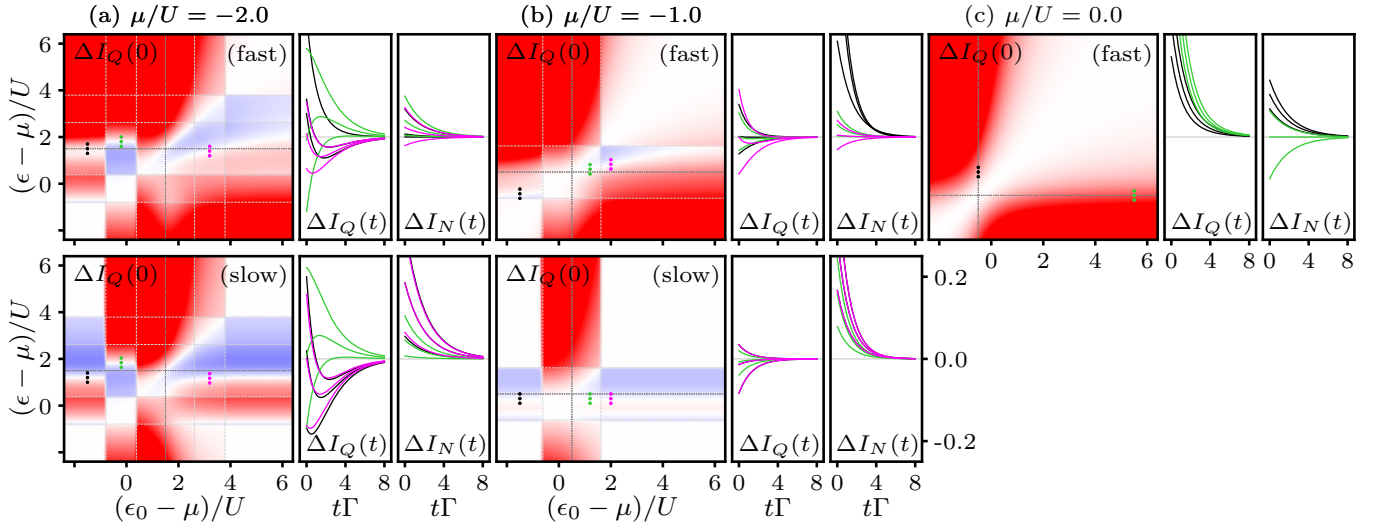 (a) μ/U = −2.0
(b) μ/U = −1.0
(c) μ/U = 0.0
(ϵ − μ)/U
6
4
2
0
ΔI_Q(0) (fast)
ΔI_Q(t)
ΔI_N(t)
ΔI_Q(0) (fast)
ΔI_Q(t)
ΔI_N(t)
ΔI_Q(0) (fast)
ΔI_Q(t)
ΔI_N(t)
0 2 4 6
0 4 8
0 4 8
(ϵ − μ)/U
6
4
2
0
ΔI_Q(0) (slow)
ΔI_Q(t)
ΔI_N(t)
ΔI_Q(0) (slow)
ΔI_Q(t)
ΔI_N(t)
0.2
0.0
-0.2
0 2 4 6
0 4 8
0 4 8
0 2 4 6
0 4 8
0 4 8
(ϵ₀ − μ)/U
tΓ
tΓ
(ϵ₀ − μ)/U
tΓ
tΓ